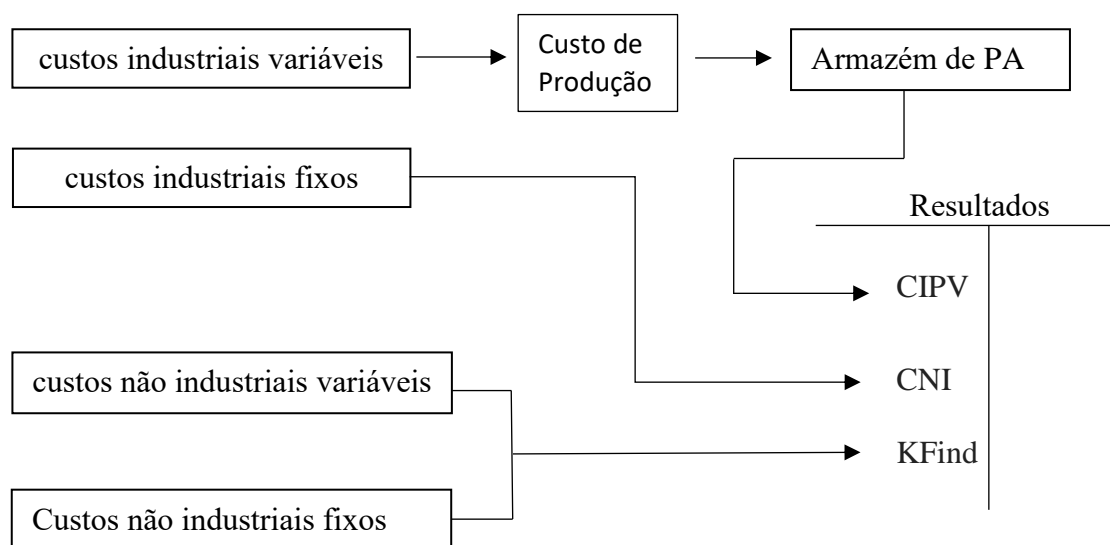 custos industriais variáveis
Custo de
Produção
Armazém de PA
custos industriais fixos
Resultados
CIPV
custos não industriais variáveis
CNI
KFind
Custos não industriais fixos